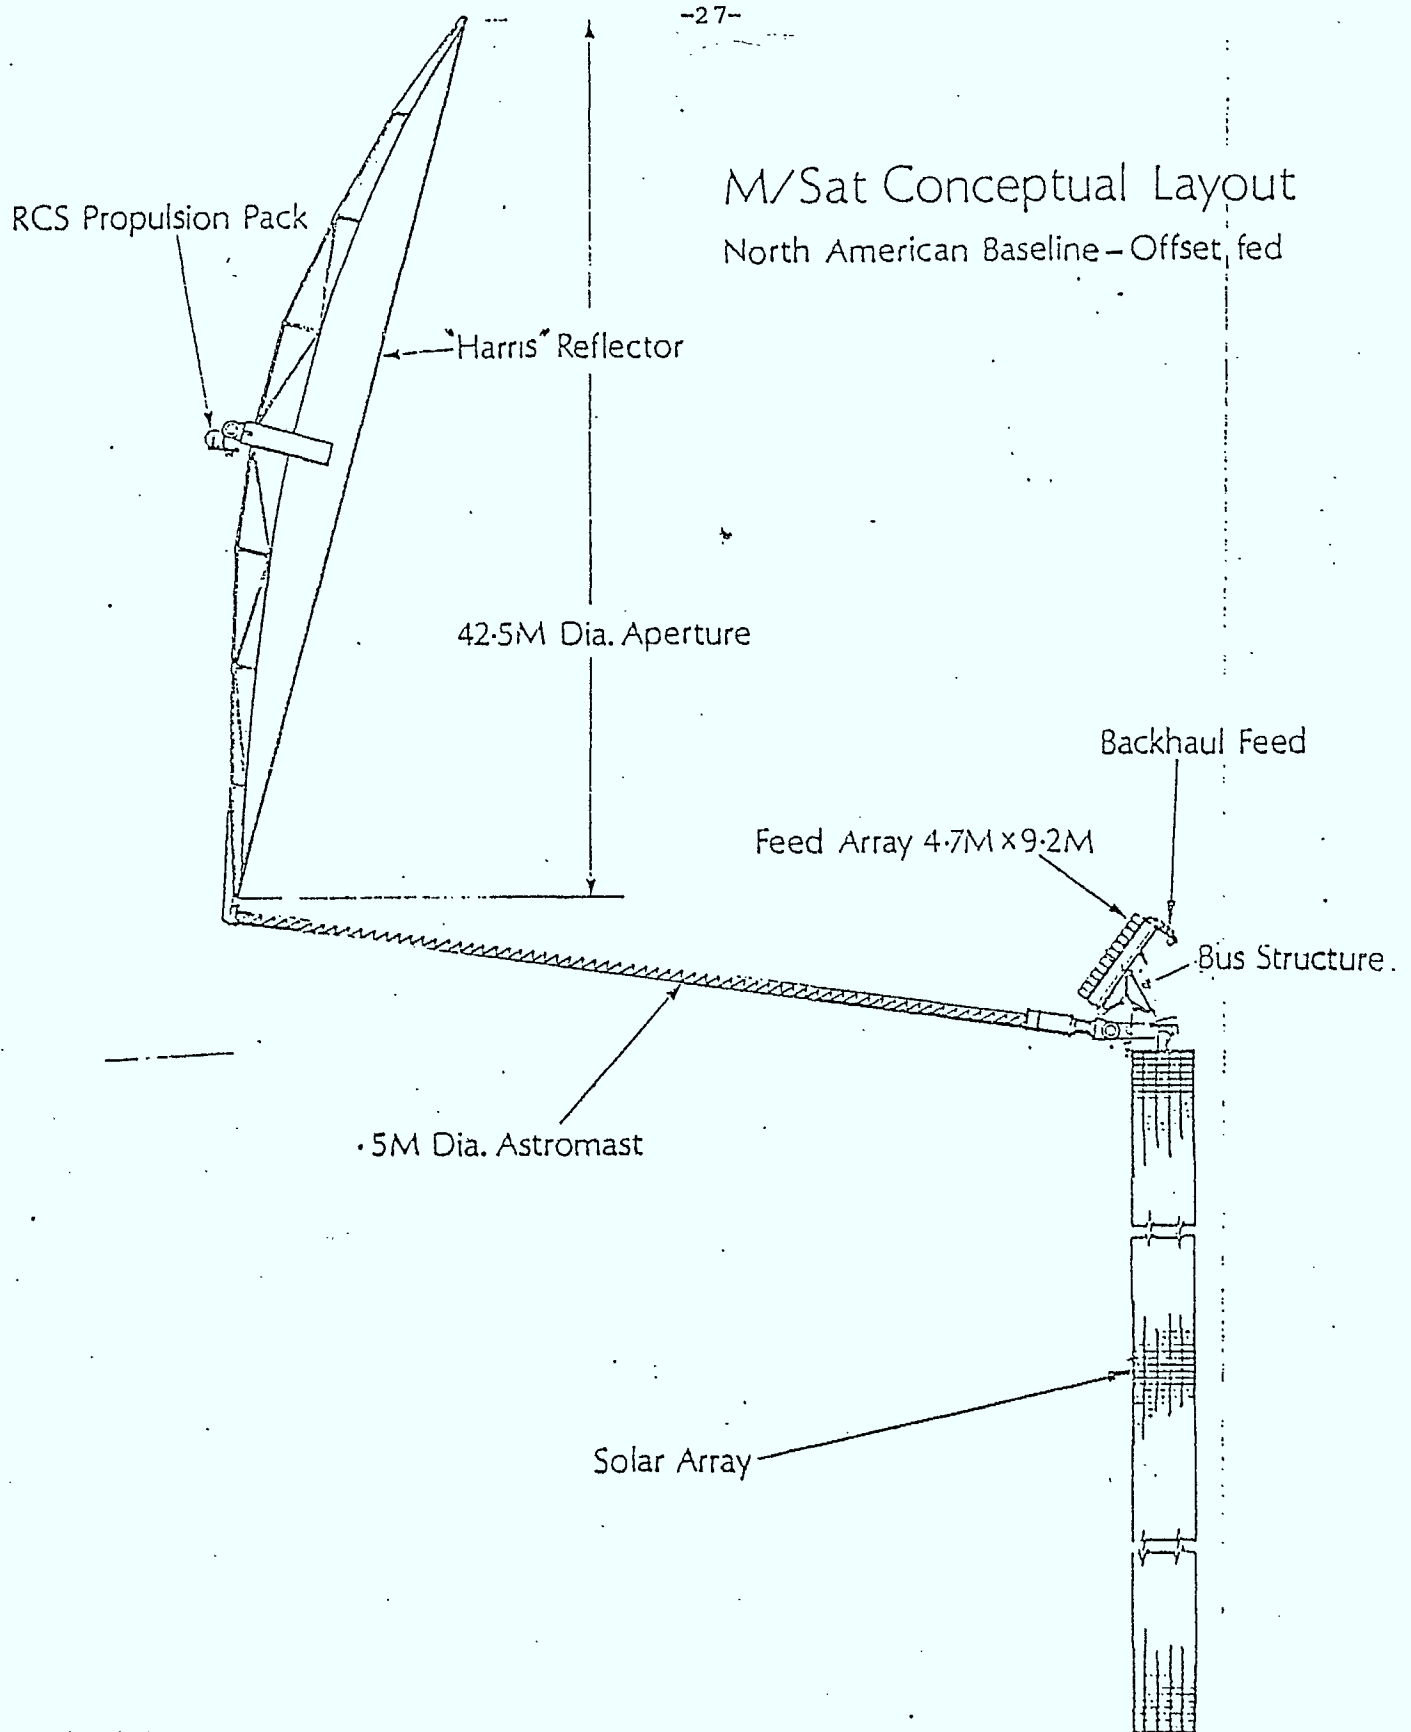 -27-
M/Sat Conceptual Layout
North American Baseline - Offset fed
RCS Propulsion Pack
"Harris" Reflector
42·5M Dia. Aperture
Backhaul Feed
Feed Array 4·7M x 9·2M
Bus Structure.
·5M Dia. Astromast
Solar Array